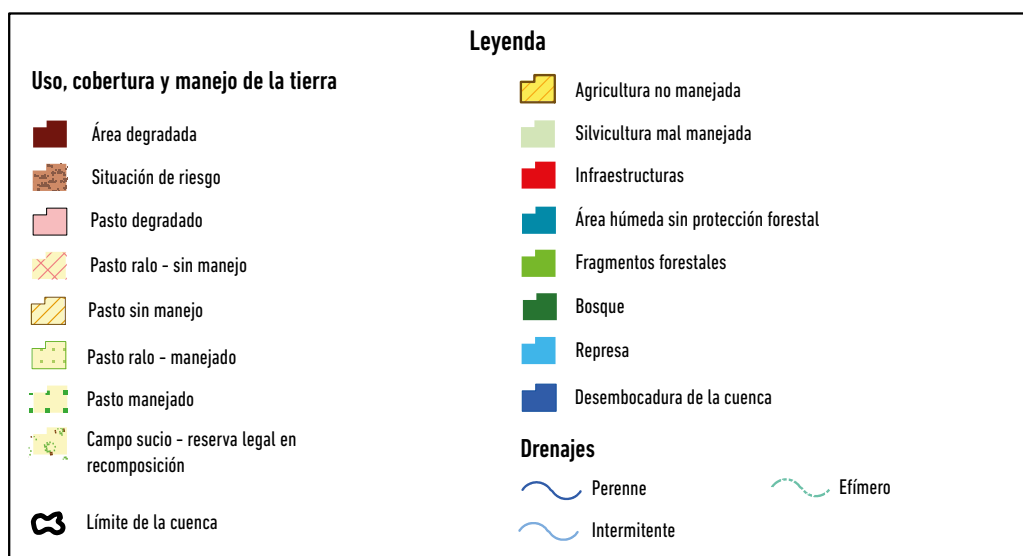 Leyenda
Uso, cobertura y manejo de la tierra
Área degradada
Situación de riesgo
Pasto degradado
Pasto ralo - sin manejo
Pasto sin manejo
Pasto ralo - manejado
Pasto manejado
Campo sucio - reserva legal en
recomposición
Límite de la cuenca
Agricultura no manejada
Silvicultura mal manejada
Infraestructuras
Área húmeda sin protección forestal
Fragmentos forestales
Bosque
Represa
Desembocadura de la cuenca
Drenajes
Perenne
Efímero
Intermitente